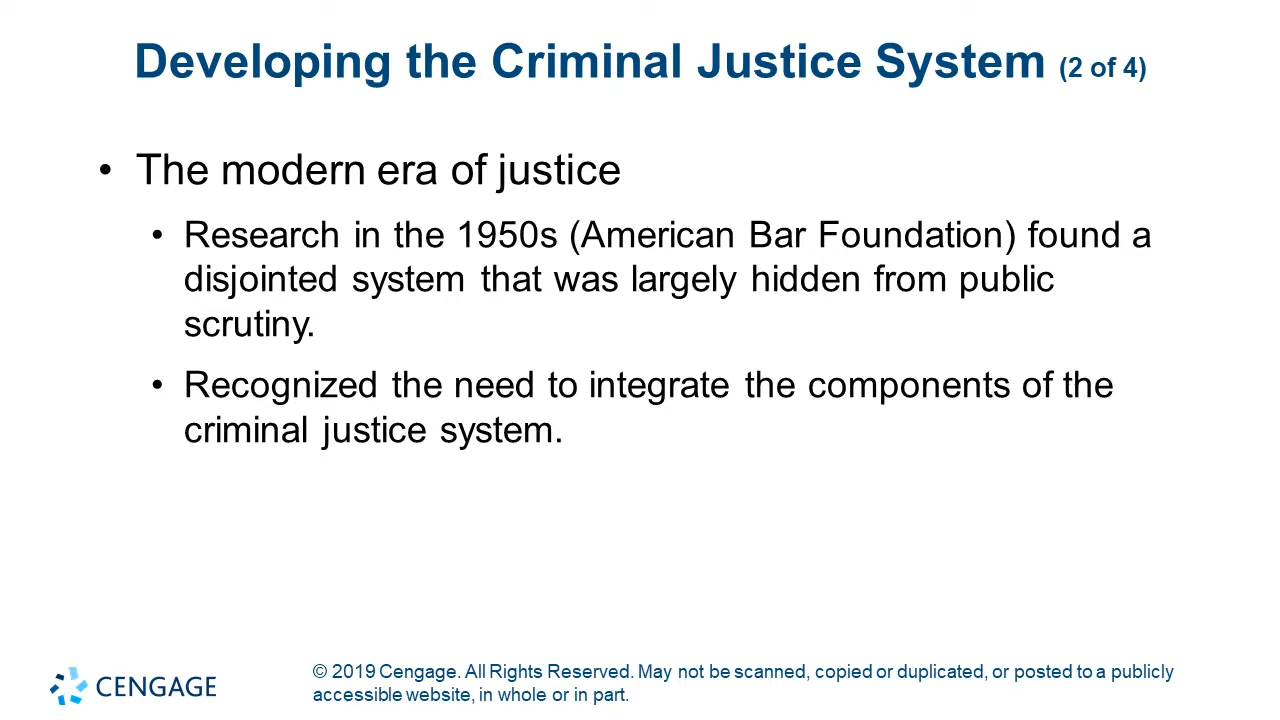 Developing the Criminal Justice System (2 of 4)
• The modern era of justice
• Research in the 1950s (American Bar Foundation) found a
disjointed system that was largely hidden from public
scrutiny.
• Recognized the need to integrate the components of the
criminal justice system.
CENGAGE
© 2019 Cengage. All Rights Reserved. May not be scanned, copied or duplicated, or posted to a publicly
accessible website, in whole or in part.